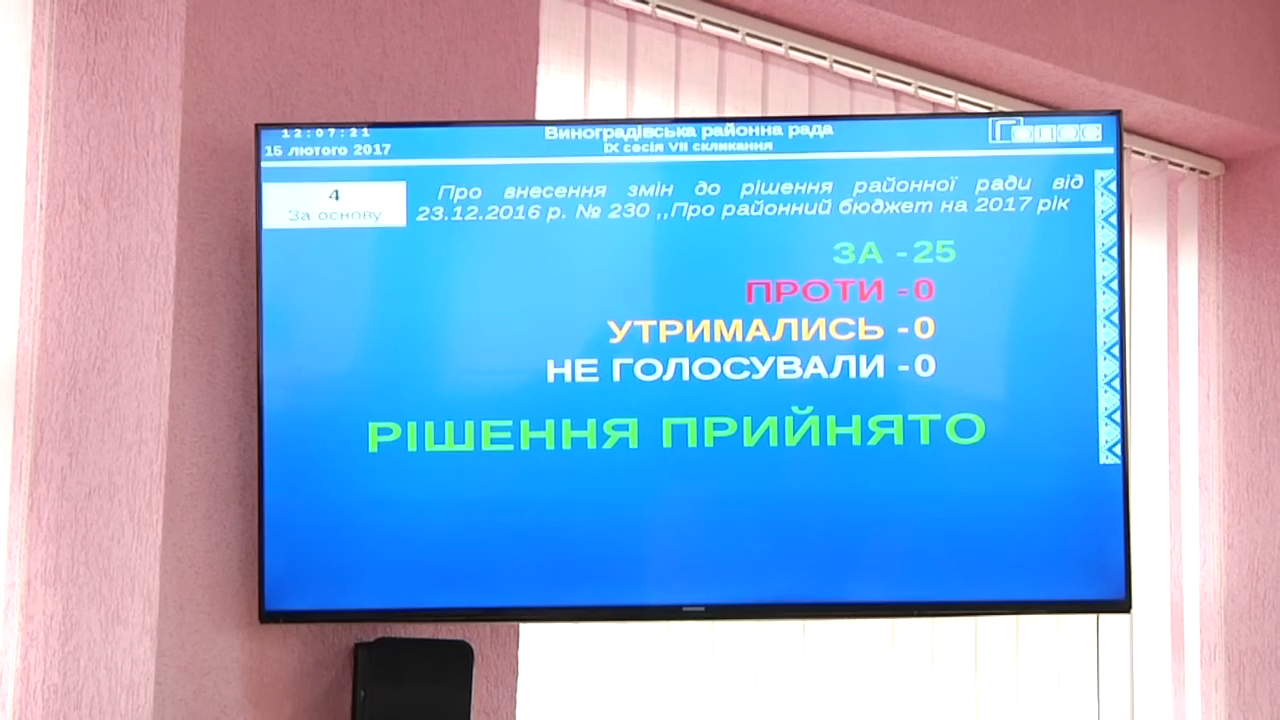 12:07:21
15 лютого 2017
Виноградівська районна рада
IX сесія VII скликання
ГОЛОС
4
За основу
Про внесення змін до рішення районної ради від
23.12.2016 р. № 230 ,,Про районний бюджет на 2017 рік
ЗА -25
ПРОТИ -0
УТРИМАЛИСЬ -0
НЕ ГОЛОСУВАЛИ -0
РІШЕННЯ ПРИЙНЯТО